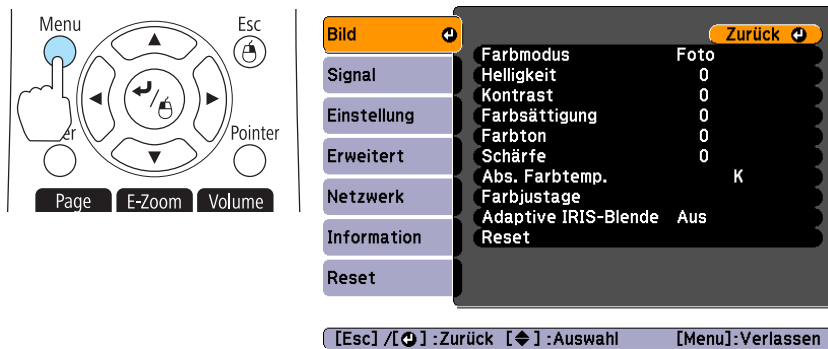 Menu
Esc
er
Pointer
Page
E-Zoom
Volume
Bild
Signal
Einstellung
Erweitert
Netzwerk
Information
Reset
Zurück
Farbmodus Foto
Helligkeit 0
Kontrast 0
Farbsättigung 0
Farbton 0
Schärfe 0
Abs. Farbtemp. K
Farbjustage
Adaptive IRIS-Blende Aus
Reset
[Esc] /[ ] :Zurück [ ] :Auswahl [Menu]:Verlassen